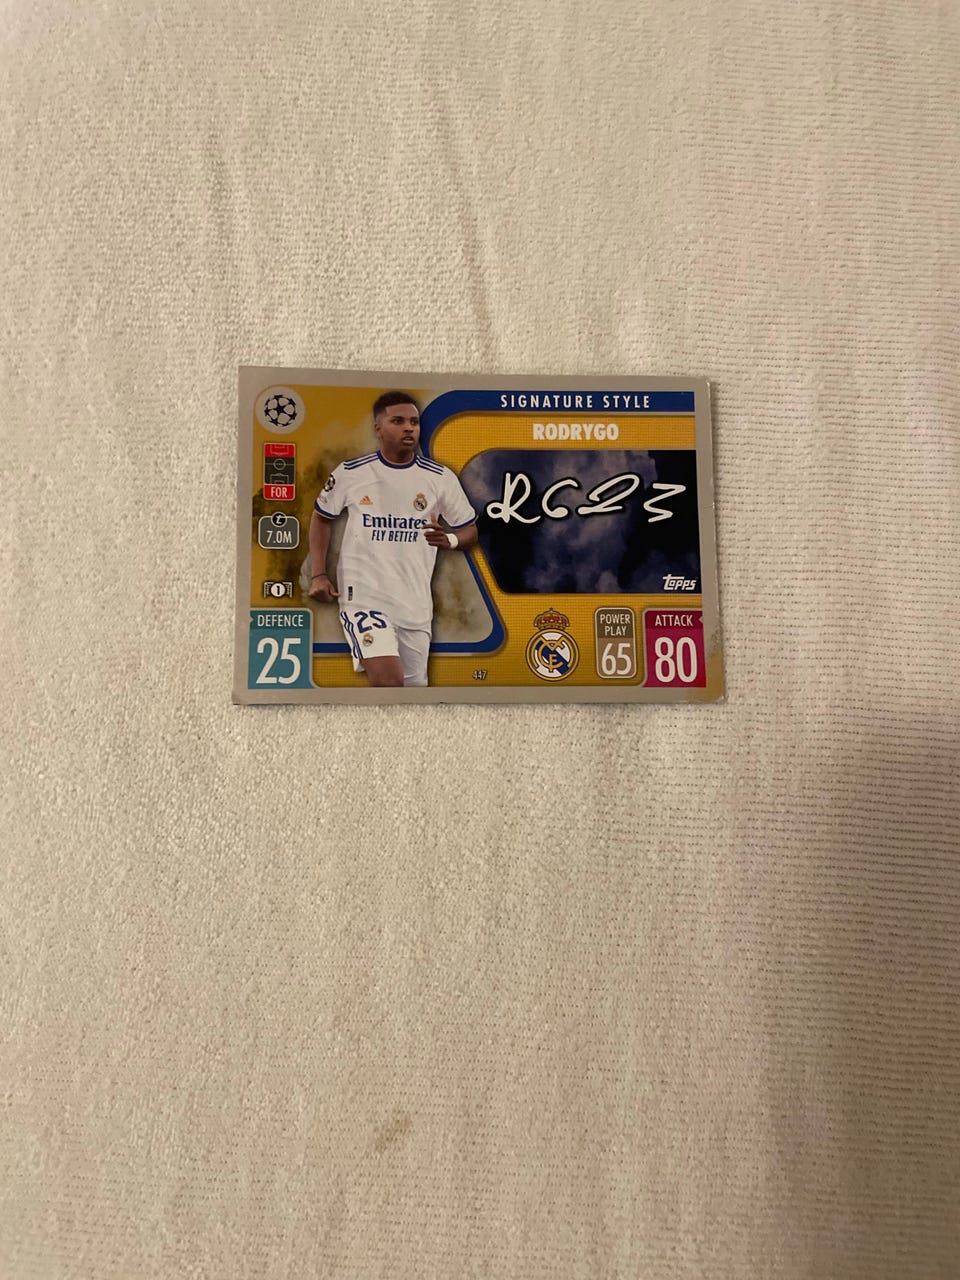 SIGNATURE STYLE
RODRYGO
FOR
t
7.0M
1
Emirates
FLY BETTER
25
topps
DEFENCE
25
447
POWER
PLAY
65
ATTACK
80